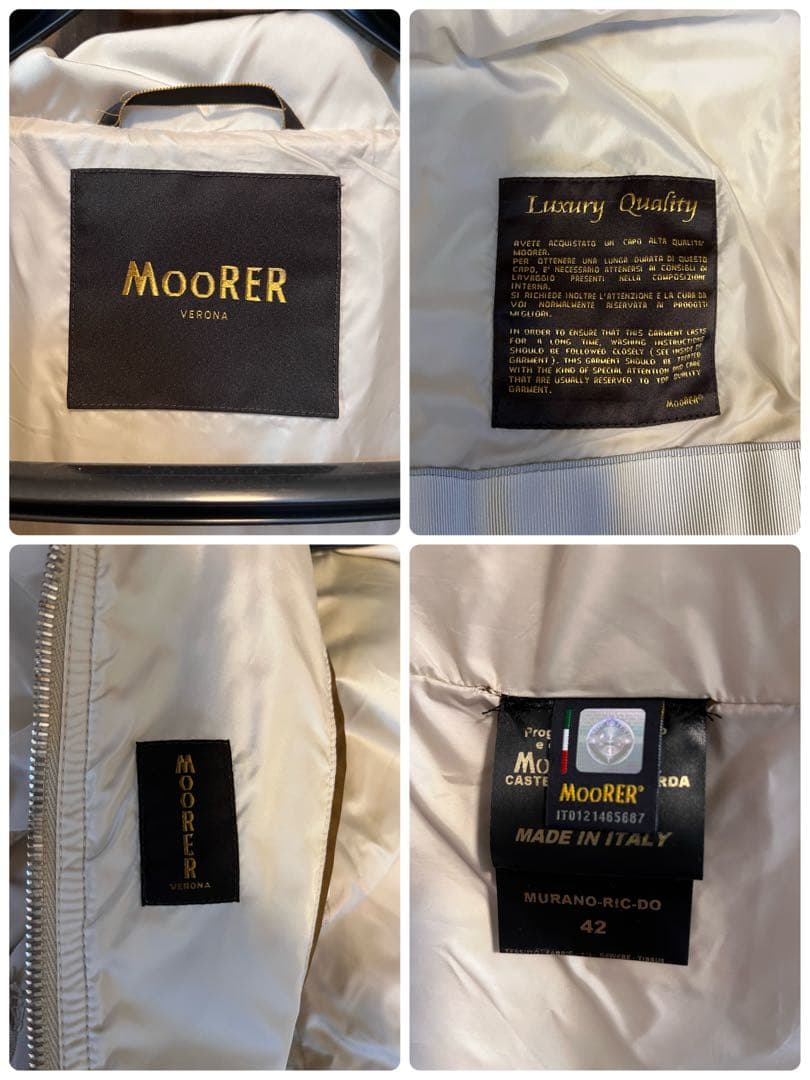 MooRER
VERONA
Luxury Quality
AVETE ACQUISTATO UN CAPO ALTA QUALITA'
MOORER.
PER OTTENERE UNA LUNGA DURATA DI QUESTO
CAPO, E' NECESSARIO ATTENERSI AI CONSIGLI DI
LAVAGGIO PRESENTI NELLA COMPOSIZIONE
INTERNA.
SI RICHIEDE INOLTRE L'ATTENZIONE E LA CURA DA
VOI NORMALMENTE RISERVATA AI PRODOTTI
MIGLIORI.
IN ORDER TO ENSURE THAT THIS GARMENT LASTS
FOR A LONG TIME, WASHING INSTRUCTIONS
SHOULD BE FOLLOWED CLOSELY (SEE INSIDE OF
GARMENT). THIS GARMENT SHOULD BE TREATED
WITH THE KIND OF SPECIAL ATTENTION AND CARE
THAT ARE USUALLY RESERVED TO TOP QUALITY
GARMENT.
MOORER®
MOORER
VERONA
Prog
e
Mo
CASTE RDA
MOORER®
IT0121465687
MADE IN ITALY
MURANO-RIC-DO
42